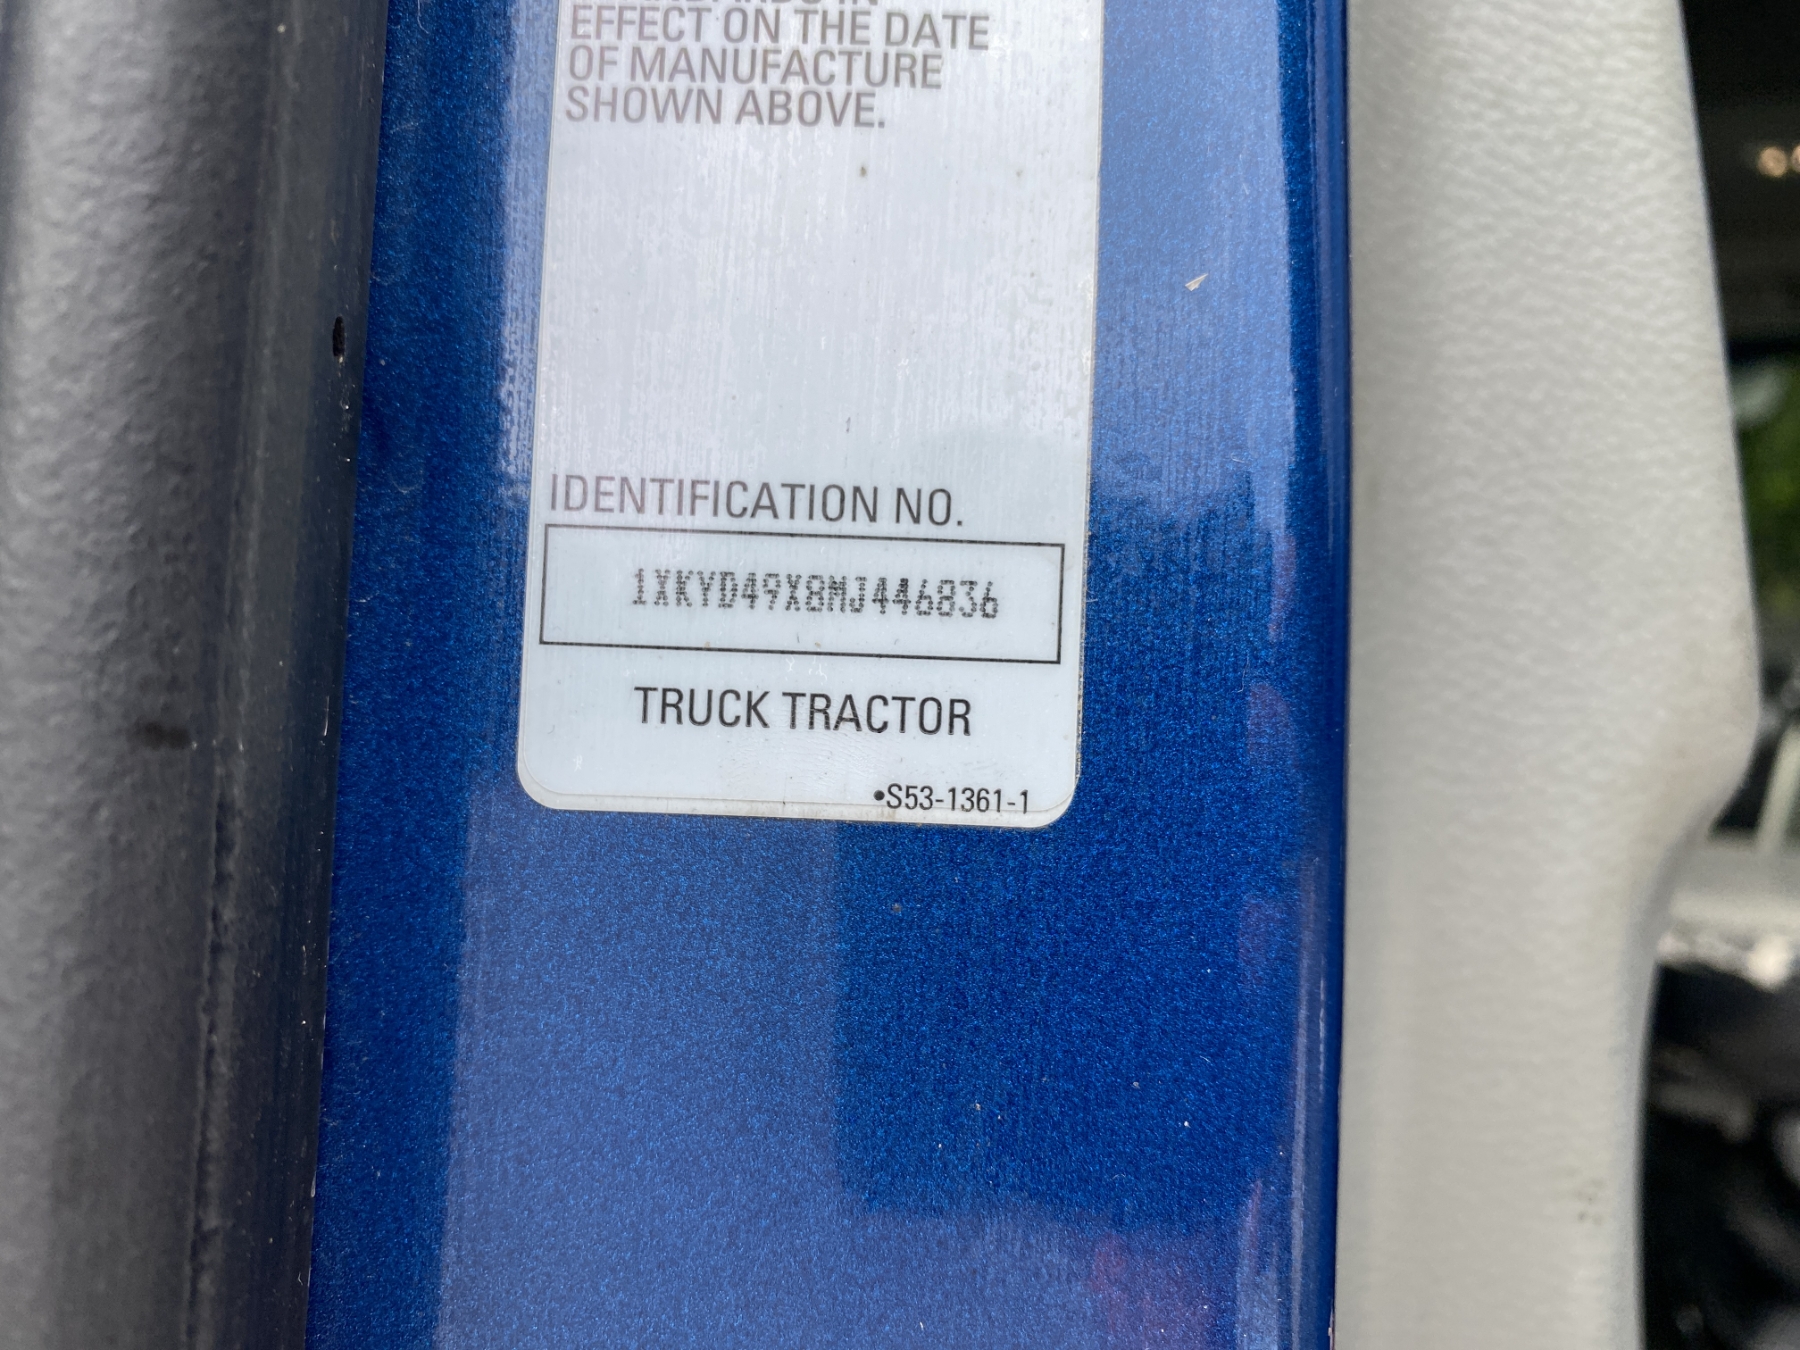 EFFECT ON THE DATE
OF MANUFACTURE
SHOWN ABOVE.
IDENTIFICATION NO.
1XKYD49X8MJ446836
TRUCK TRACTOR
•S53-1361-1